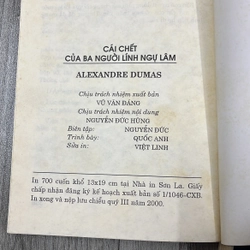 CÁI CHẾT
CỦA BA NGƯỜI LÍNH NGỰ LÂM
ALEXANDRE DUMAS
Chịu trách nhiệm xuất bản
VŨ VĂN ĐÁNG
Chịu trách nhiệm nội dung
NGUYỄN ĐỨC HÙNG
Biên tập: NGUYỄN ĐỨC
Trình bày: QUỐC ANH
Sửa in: VIỆT LINH
In 700 cuốn khổ 13x19 cm tại Nhà in Sơn La. Giấy
chấp nhận đăng ký kế hoạch xuất bản số 1/1046-CXB.
In xong và nộp lưu chiểu quý III năm 2000.